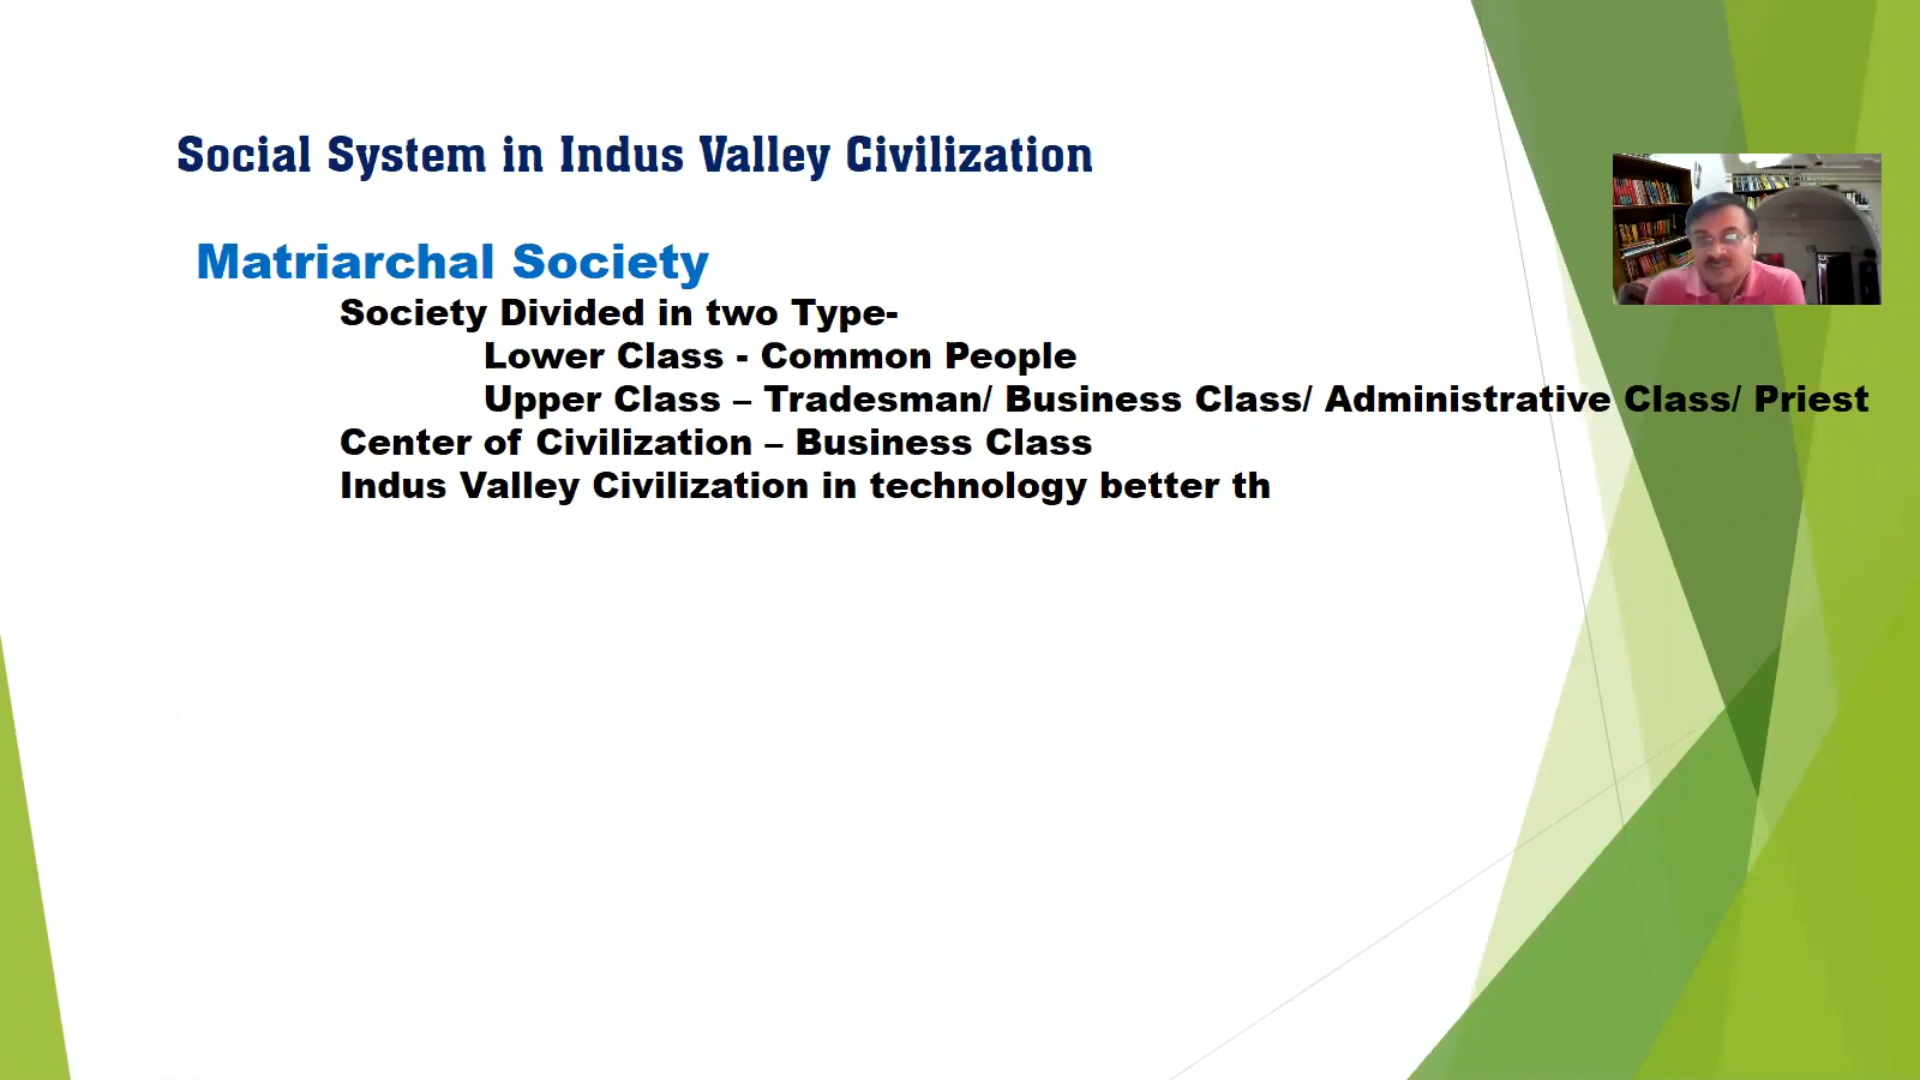 Social System in Indus Valley Civilization
Matriarchal Society
Society Divided in two Type-
Lower Class - Common People
Upper Class – Tradesman/ Business Class/ Administrative Class/ Priest
Center of Civilization – Business Class
Indus Valley Civilization in technology better th